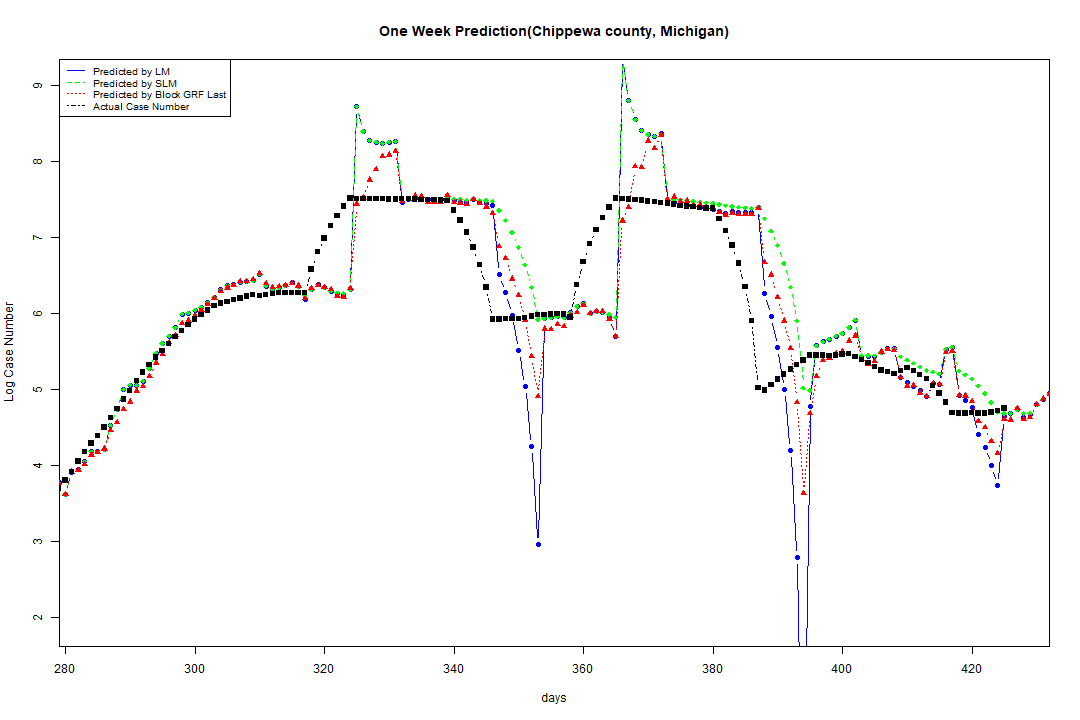 One Week Prediction(Chippewa county, Michigan)
Predicted by LM
Predicted by SLM
Predicted by Block GRF Last
Actual Case Number
9
8
7
6
5
4
3
2
Log Case Number
280 300 320 340 360 380 400 420
days